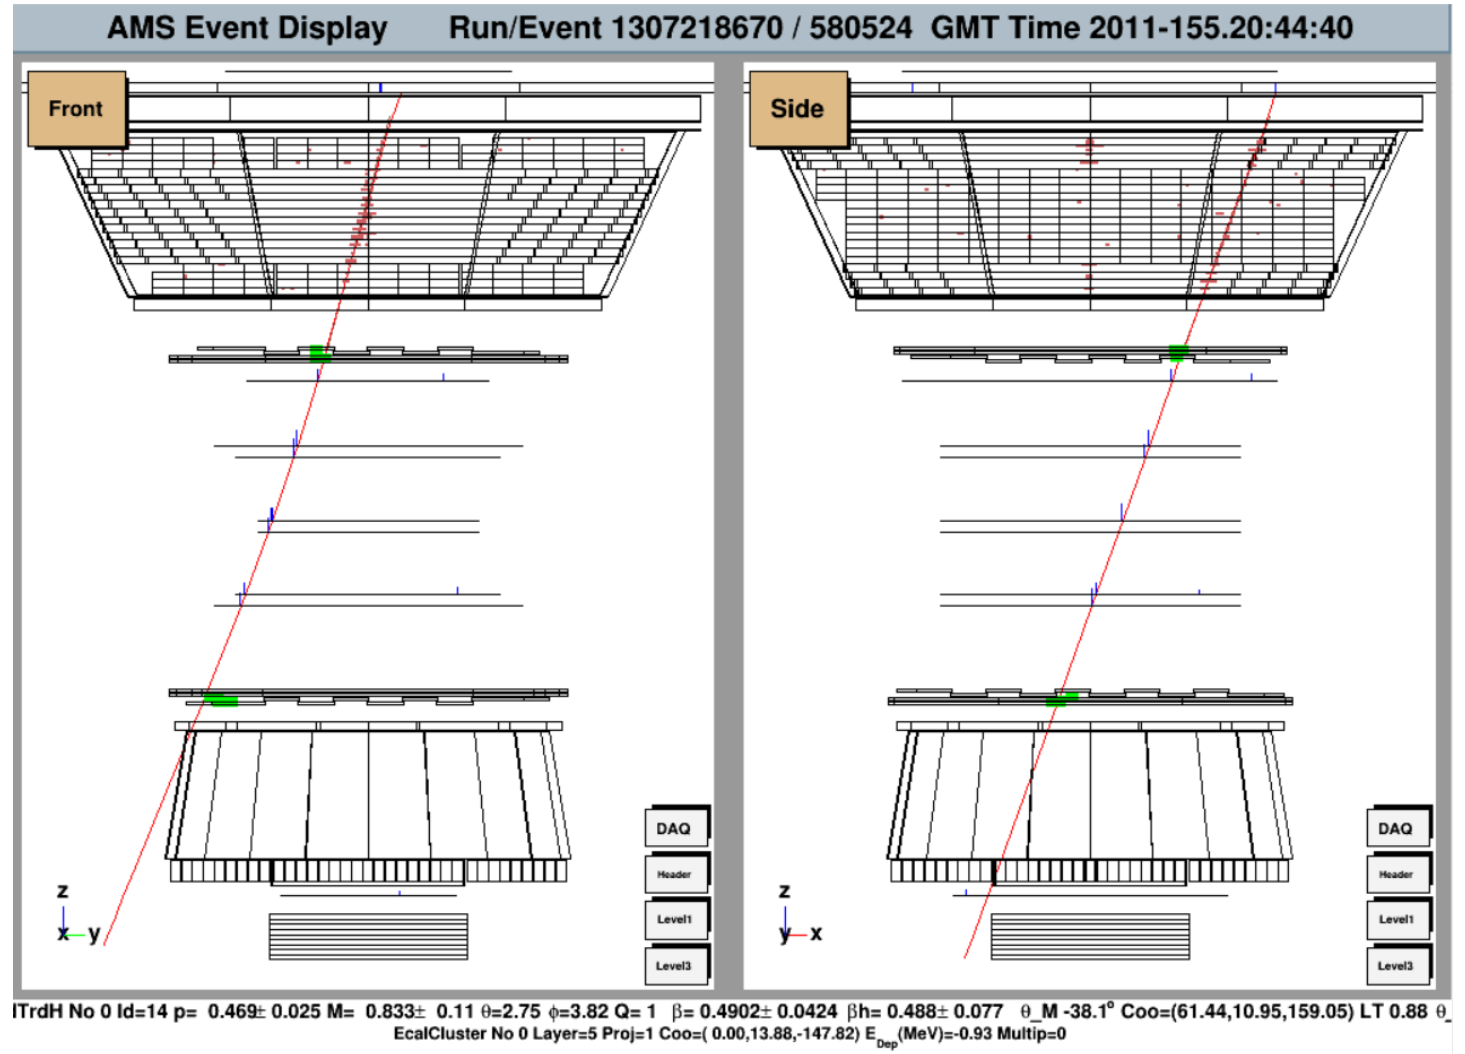 AMS Event Display Run/Event 1307218670 / 580524 GMT Time 2011-155.20:44:40
Front
Side
DAQ
Header
Level1
Level3
z
x y
DAQ
Header
Level1
Level3
z
y x
ITrdH No 0 Id=14 p= 0.469± 0.025 M= 0.833± 0.11 θ=2.75 ϕ=3.82 Q= 1 β= 0.4902± 0.0424 βh= 0.488± 0.077 θ_M -38.1° Coo=(61.44,10.95,159.05) LT 0.88 θ_
EcalCluster No 0 Layer=5 Proj=1 Coo=( 0.00,13.88,-147.82) E_Dep(MeV)=-0.93 Multip=0